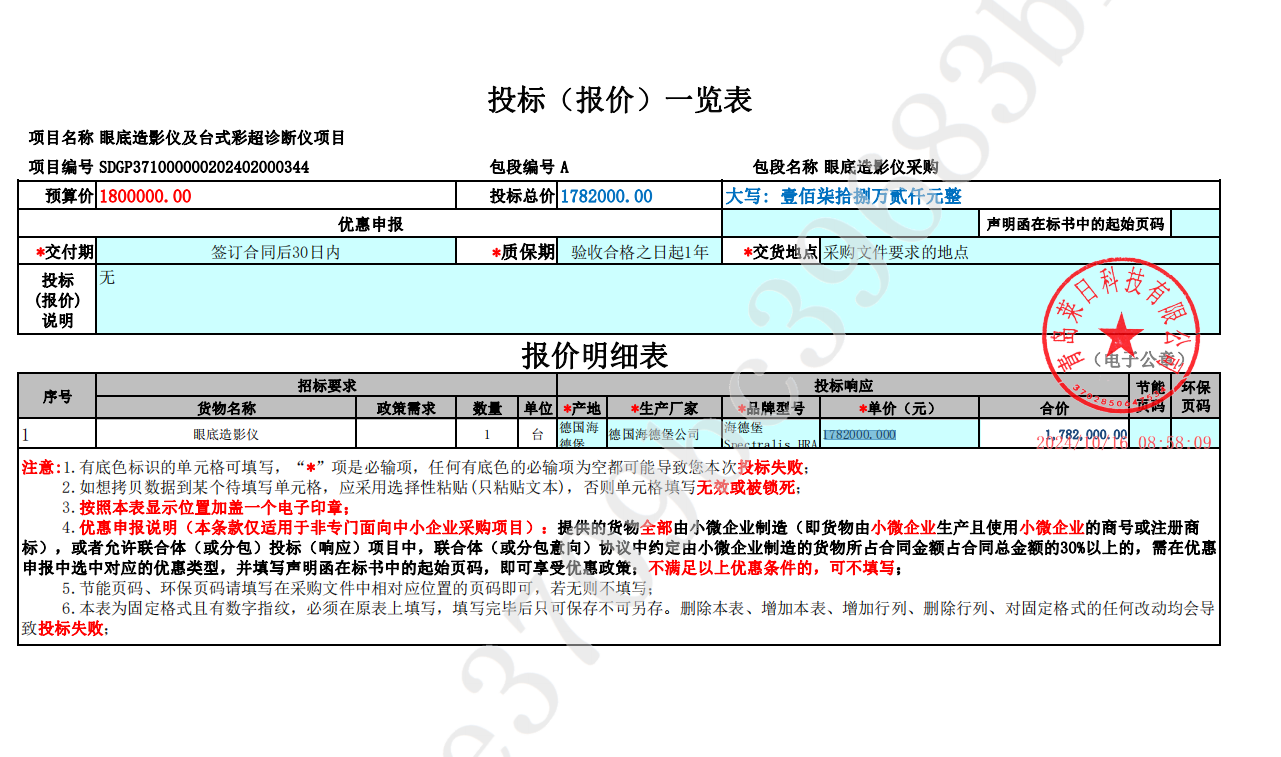 投标（报价）一览表
项目名称 眼底造影仪及台式彩超诊断仪项目
项目编号 SDGP371000000202402000344 包段编号 A 包段名称 眼底造影仪采购
预算价 1800000.00 投标总价 1782000.00 大写：壹佰柒拾捌万贰仟元整
优惠申报 声明函在标书中的起始页码
*交付期 签订合同后30日内 *质保期 验收合格之日起1年 *交货地点 采购文件要求的地点
投标
(报价)
说明
无
青岛莱日科技有限公司
（电子公章）
报价明细表
序号 招标要求 投标响应 节能页码 环保页码
货物名称 政策需求 数量 单位 *产地 *生产厂家 *品牌型号 *单价（元） 合价
1 眼底造影仪 1 台 德国海德堡 德国海德堡公司 海德堡 Spectralis HRA 1782000.000 1,782,000.00
2024/10/16 08:58:09
注意:1.有底色标识的单元格可填写，“*”项是必输项，任何有底色的必输项为空都可能导致您本次投标失败；
2.如想拷贝数据到某个待填写单元格，应采用选择性粘贴(只粘贴文本)，否则单元格填写无效或被锁死；
3.按照本表显示位置加盖一个电子印章；
4.优惠申报说明（本条款仅适用于非专门面向中小企业采购项目）：提供的货物全部由小微企业制造（即货物由小微企业生产且使用小微企业的商号或注册商
标），或者允许联合体（或分包）投标（响应）项目中，联合体（或分包意向）协议中约定由小微企业制造的货物所占合同金额占合同总金额的30%以上的，需在优惠
申报中选中对应的优惠类型，并填写声明函在标书中的起始页码，即可享受优惠政策；不满足以上优惠条件的，可不填写；
5.节能页码、环保页码请填写在采购文件中相对应位置的页码即可，若无则不填写；
6.本表为固定格式且有数字指纹，必须在原表上填写，填写完毕后只可保存不可另存。删除本表、增加本表、增加行列、删除行列、对固定格式的任何改动均会导
致投标失败；